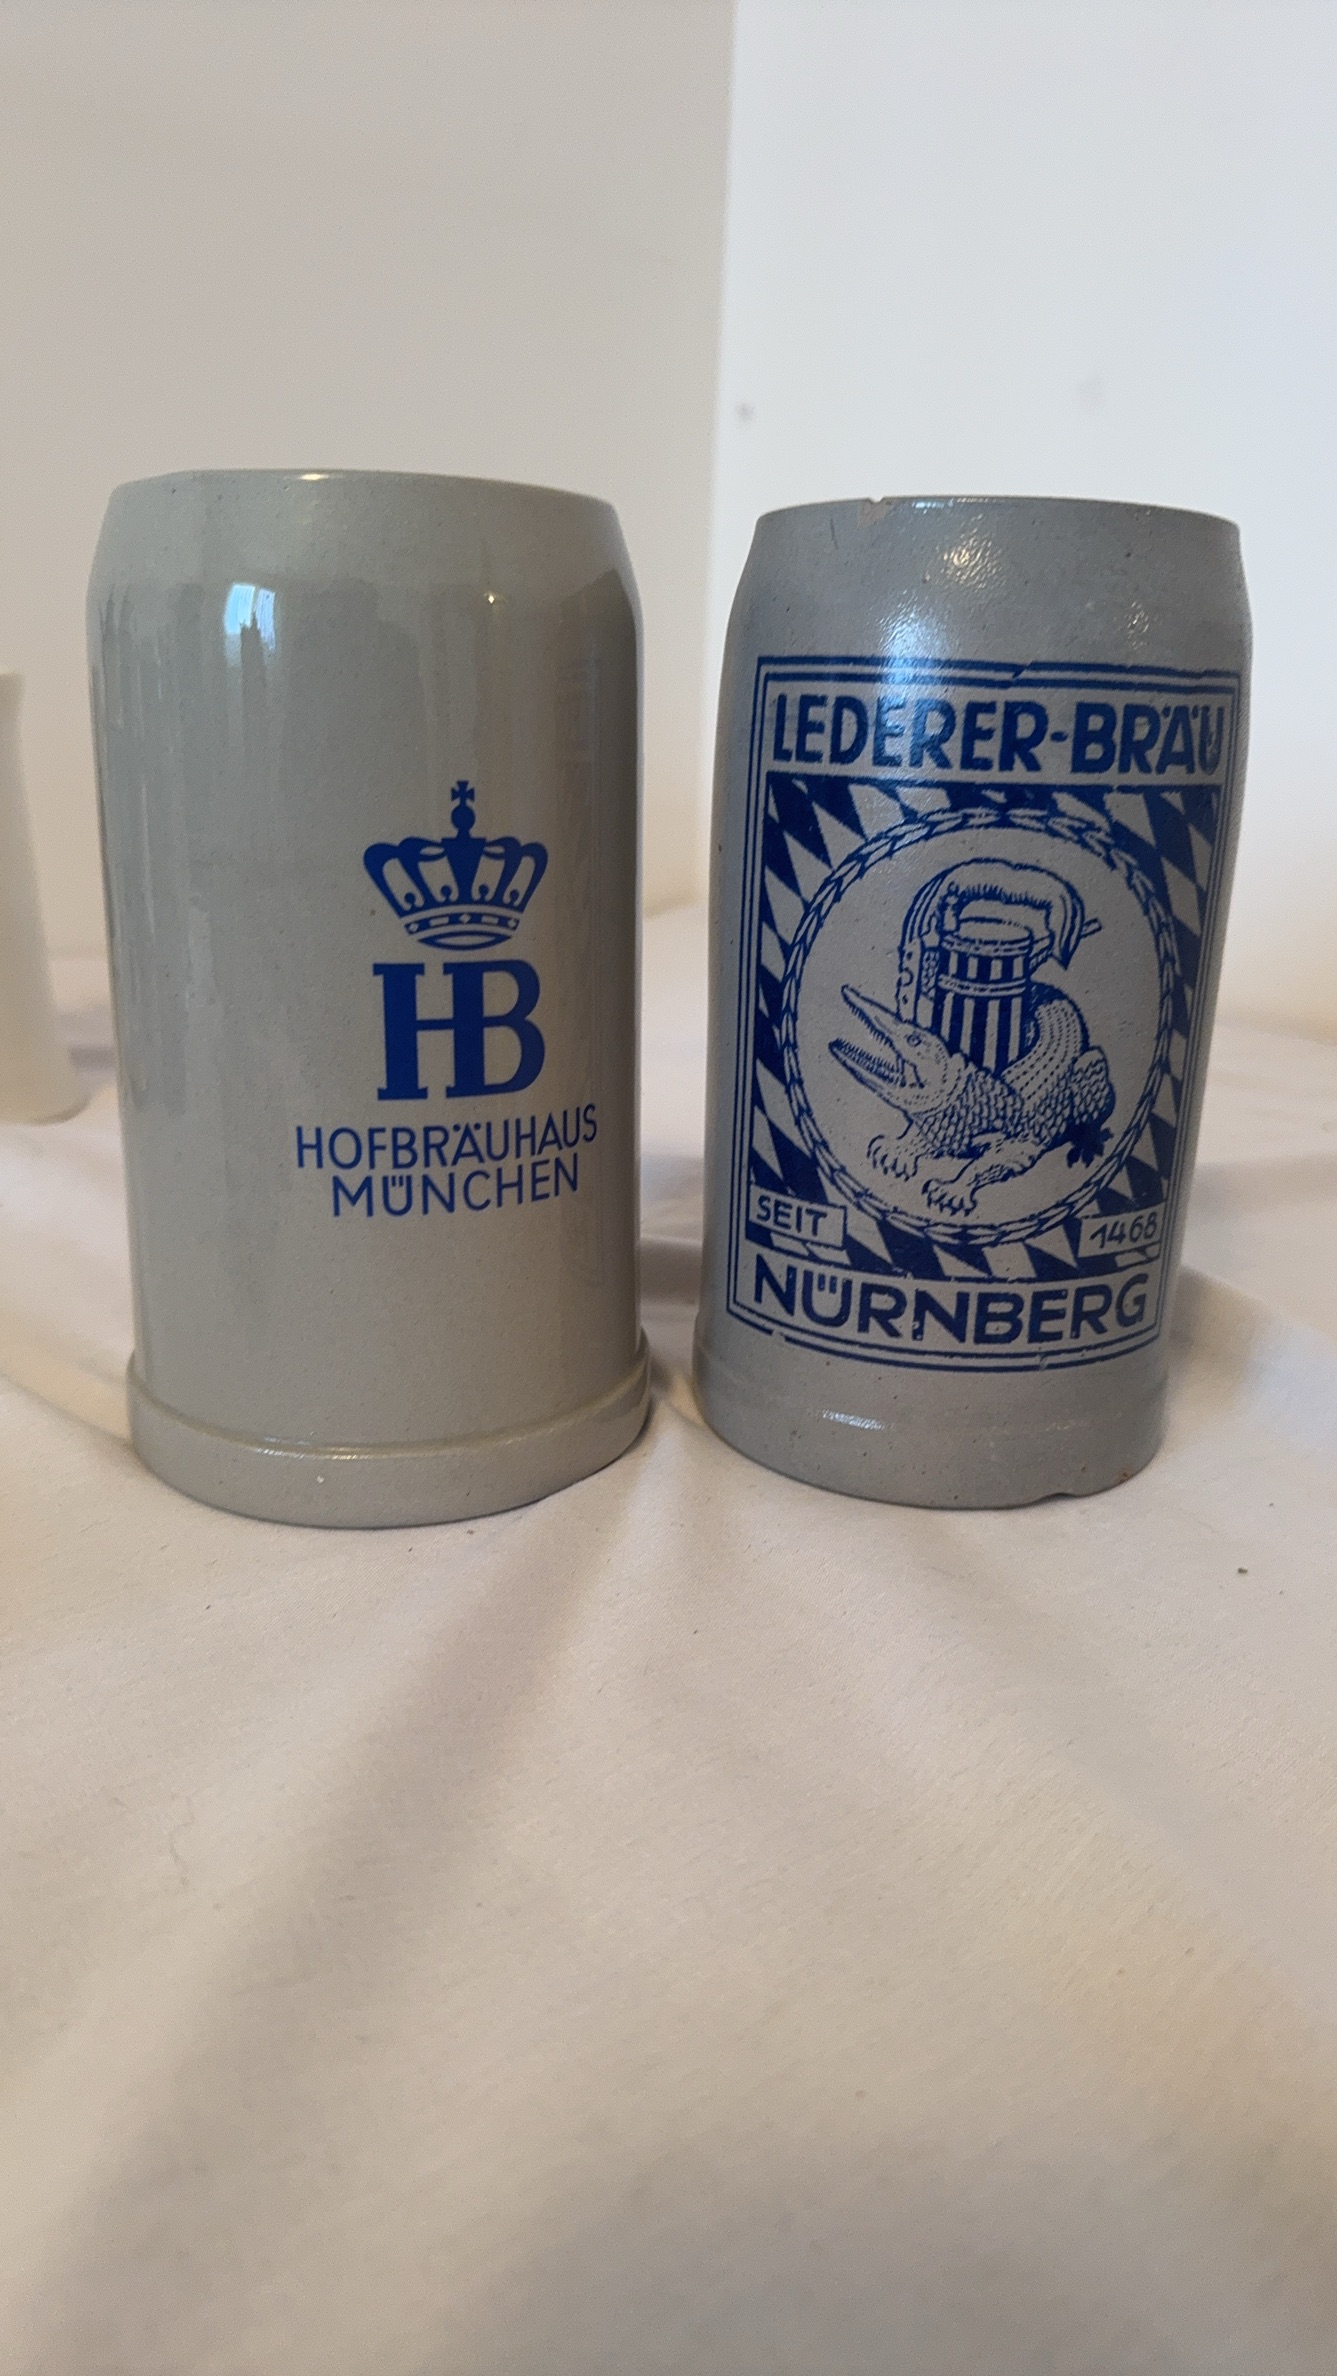 HB
HOFBRÄUHAUS
MÜNCHEN
LEDERER-BRÄU
SEIT 1468
NÜRNBERG